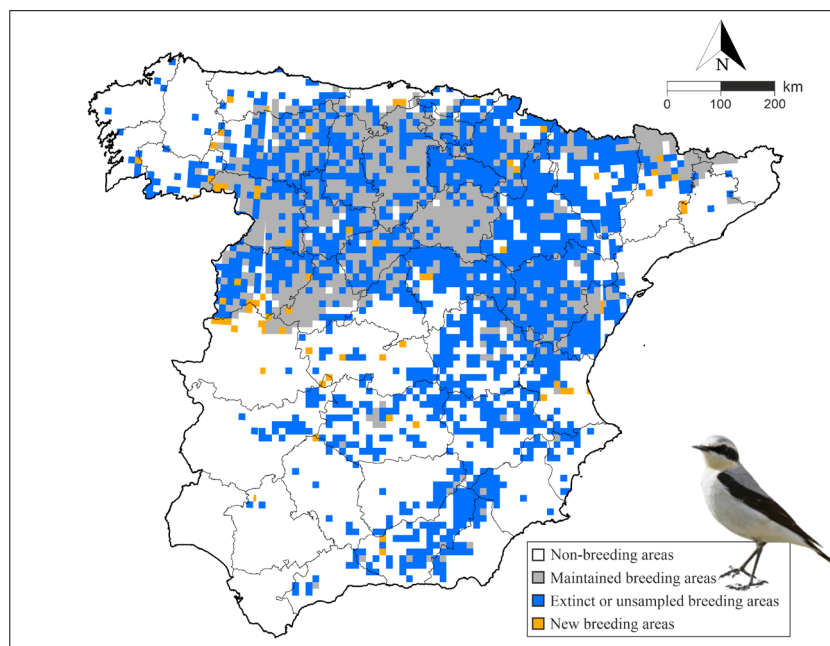 N
km
0 100 200
Non-breeding areas
Maintained breeding areas
Extinct or unsampled breeding areas
New breeding areas